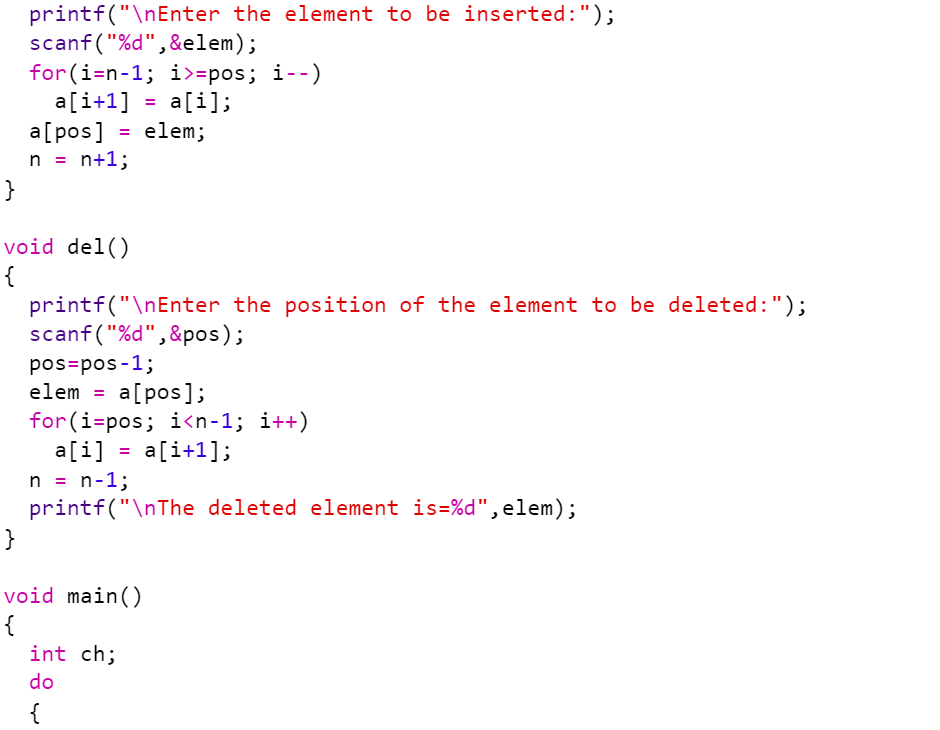 printf("\nEnter the element to be inserted:");
scanf("%d",&elem);
for(i=n-1; i>=pos; i--)
a[i+1] = a[i];
a[pos] = elem;
n = n+1;
}
void del()
{
printf("\nEnter the position of the element to be deleted:");
scanf("%d",&pos);
pos=pos-1;
elem = a[pos];
for(i=pos; i<n-1; i++)
a[i] = a[i+1];
n = n-1;
printf("\nThe deleted element is=%d",elem);
}
void main()
{
int ch;
do
{